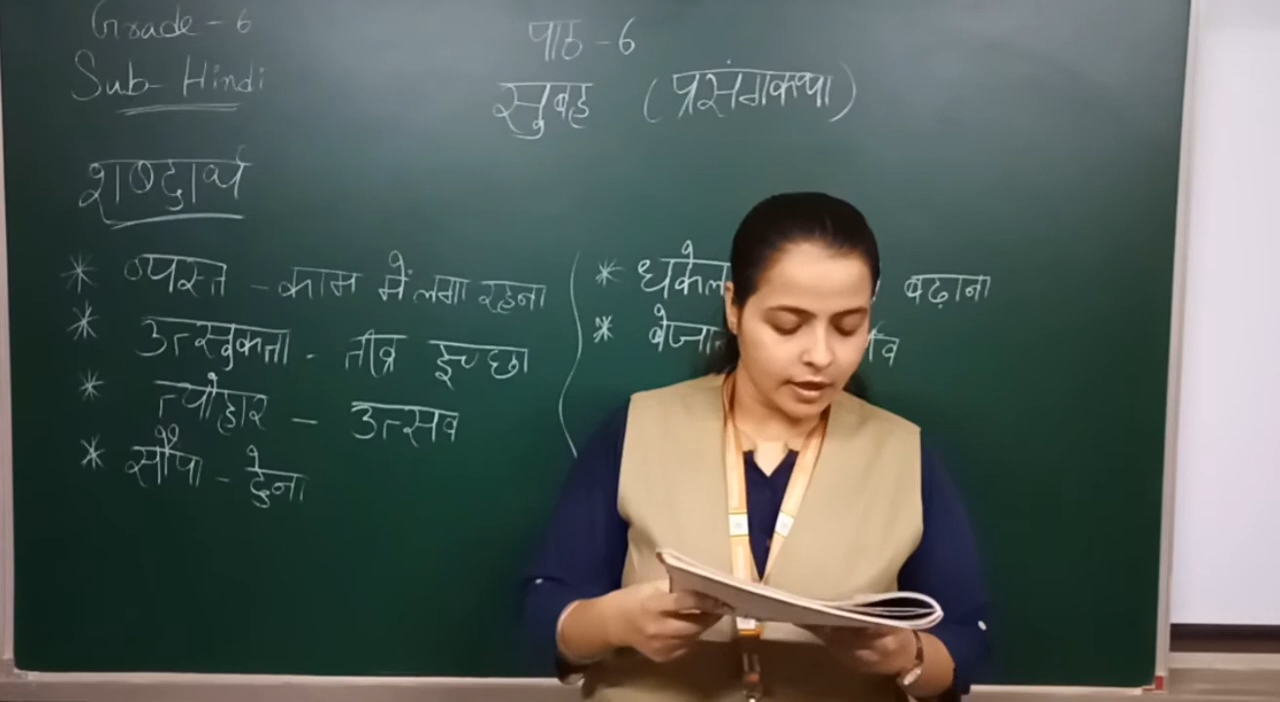 Grade - 6
Sub- Hindi
पाठ - 6
सुबह (प्रसंगकथा)
शब्दार्थ
* व्यस्त - काम में लगा रहना
* उत्सुकता - तीव्र इच्छा
* त्यौहार - उत्सव
* सौंपा - देना
* बढ़ाना
*